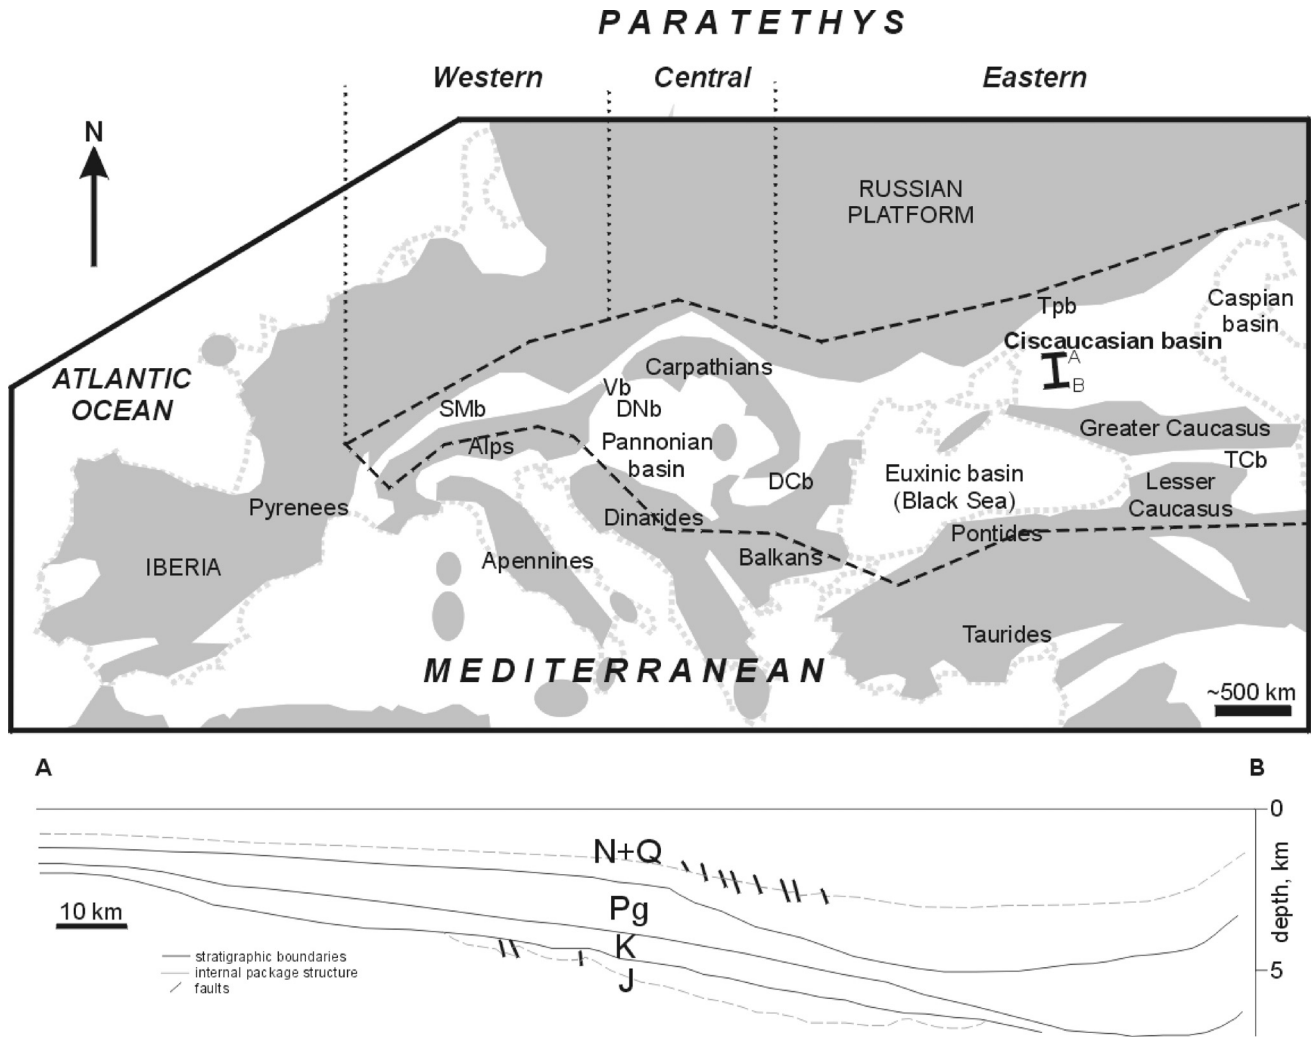 PARATETHYS
Western
Central
Eastern
N
RUSSIAN
PLATFORM
Caspian
basin
Tpb
Ciscaucasian basin
A
B
ATLANTIC
OCEAN
Carpathians
Vb
DNb
SMb
Alps
Pannonian
basin
Greater Caucasus
TCb
Euxinic basin
(Black Sea)
DCb
Lesser
Caucasus
Pyrenees
Dinarides
Pontides
Balkans
IBERIA
Apennines
Taurides
MEDITERRANEAN
~500 km
A
B
0
N+Q
10 km
Pg
K
J
stratigraphic boundaries
internal package structure
faults
5
depth, km